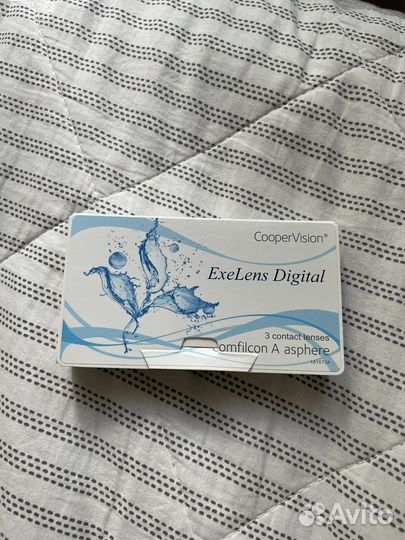 CooperVision®
ExeLens Digital
3 contact lenses
omfilcon A asphere
Avito